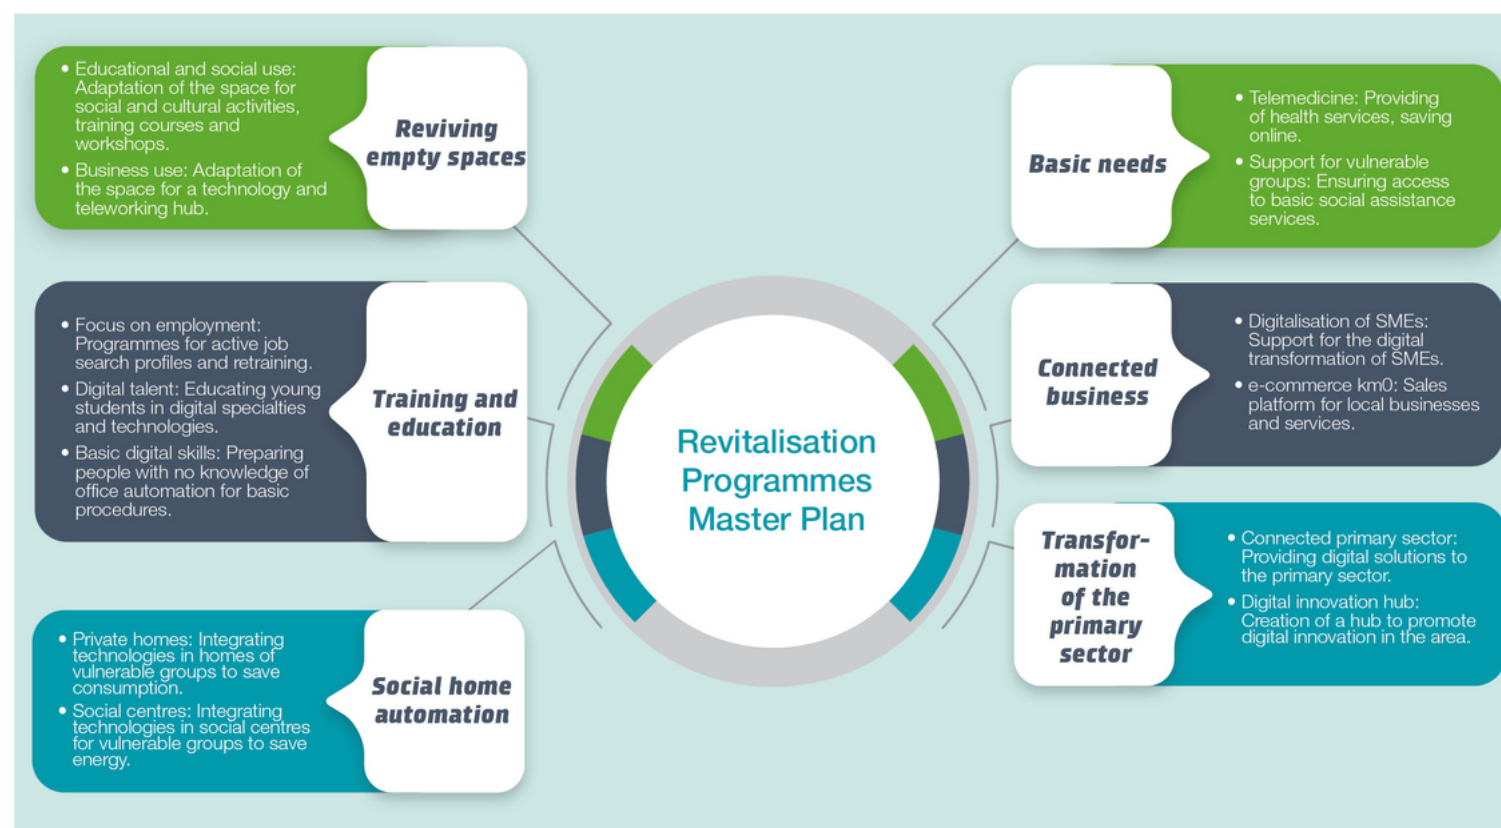 • Educational and social use:
Adaptation of the space for
social and cultural activities,
training courses and
workshops.
• Business use: Adaptation of
the space for a technology and
teleworking hub.
Reviving
empty spaces
• Focus on employment:
Programmes for active job
search profiles and retraining.
• Digital talent: Educating young
students in digital specialties
and technologies.
• Basic digital skills: Preparing
people with no knowledge of
office automation for basic
procedures.
Training and
education
• Private homes: Integrating
technologies in homes of
vulnerable groups to save
consumption.
• Social centres: Integrating
technologies in social centres
for vulnerable groups to save
energy.
Social home
automation
Revitalisation
Programmes
Master Plan
Basic needs
• Telemedicine: Providing
of health services, saving
online.
• Support for vulnerable
groups: Ensuring access
to basic social assistance
services.
Connected
business
• Digitalisation of SMEs:
Support for the digital
transformation of SMEs.
• e-commerce km0: Sales
platform for local businesses
and services.
Transfor-
mation
of the
primary
sector
• Connected primary sector:
Providing digital solutions to
the primary sector.
• Digital innovation hub:
Creation of a hub to promote
digital innovation in the area.